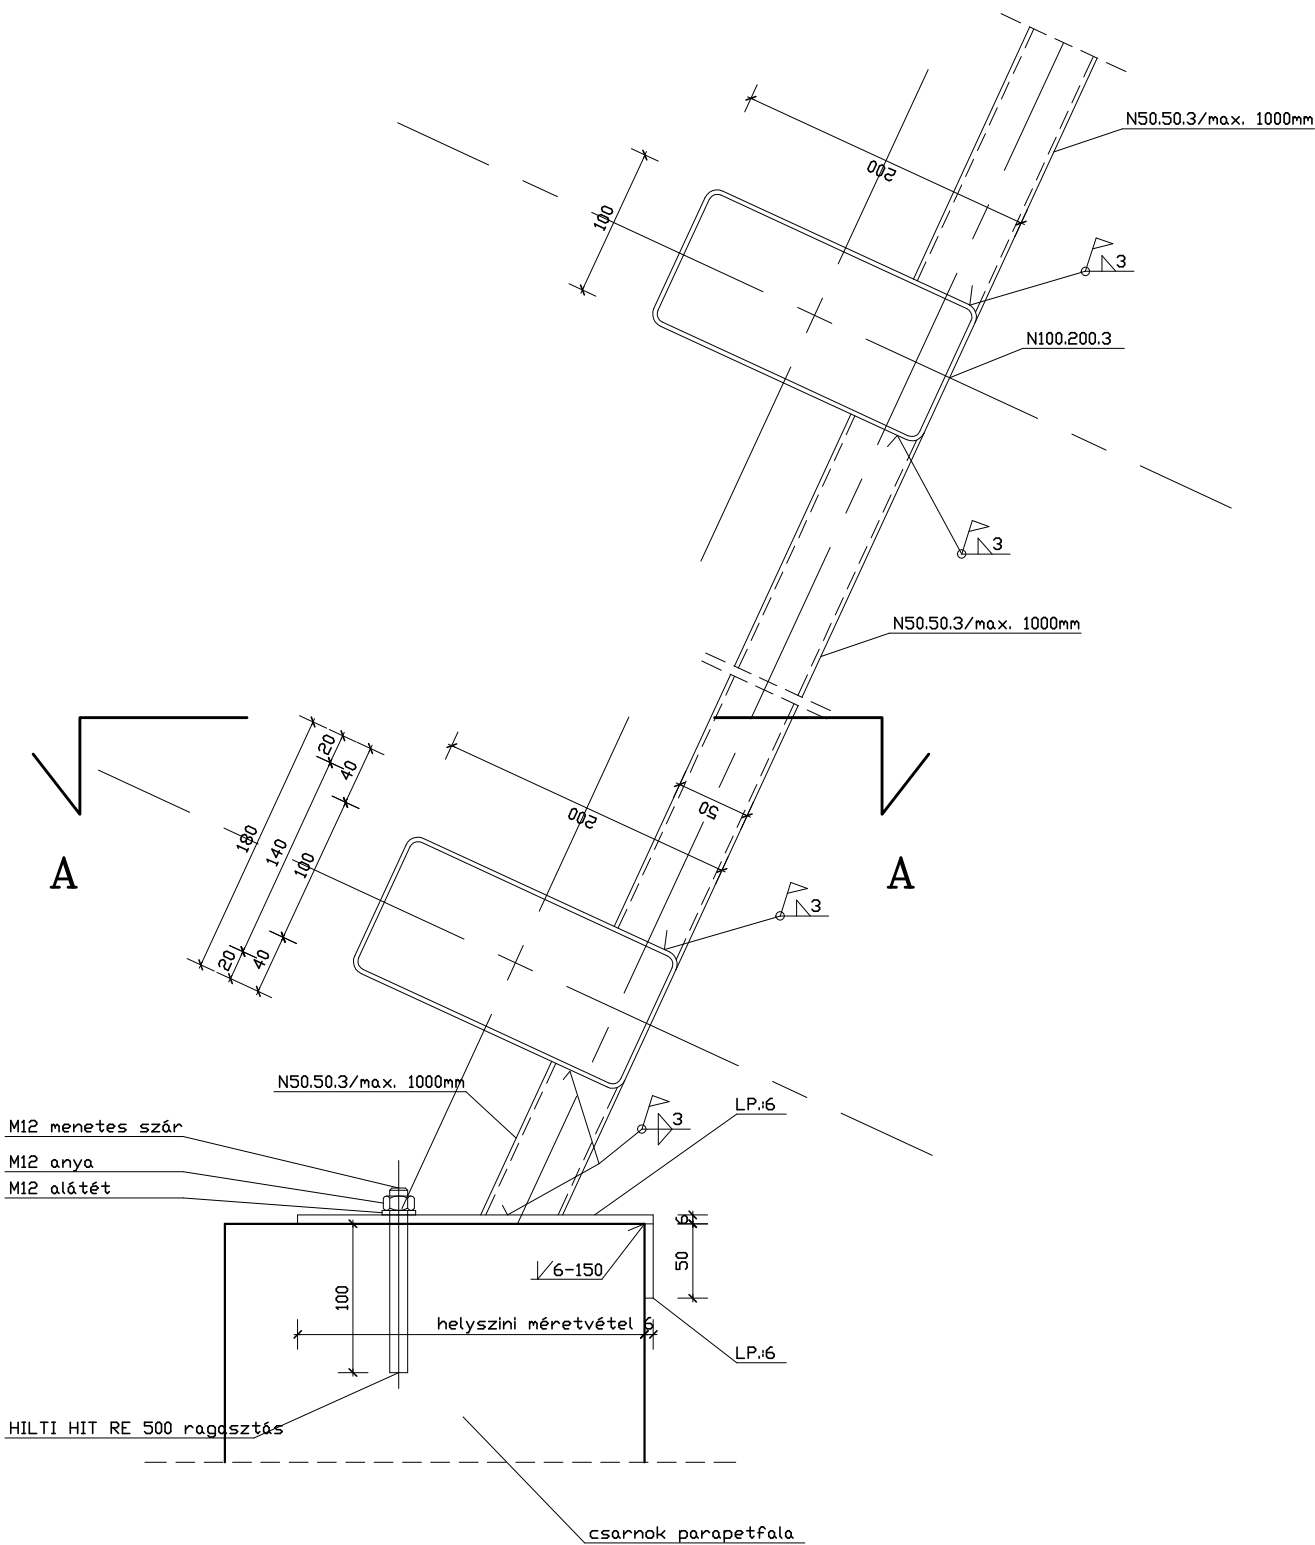 N50.50.3/max. 1000mm
200
100
3
N100.200.3
3
N50.50.3/max. 1000mm
20
40
200
50
180
140
100
A
A
3
20
40
N50.50.3/max. 1000mm
LP.:6
3
M12 menetes szár
M12 anya
M12 alátét
6
50
6-150
100
helyszini méretvétel
6
LP.:6
HILTI HIT RE 500 ragasztás
csarnok parapetfala